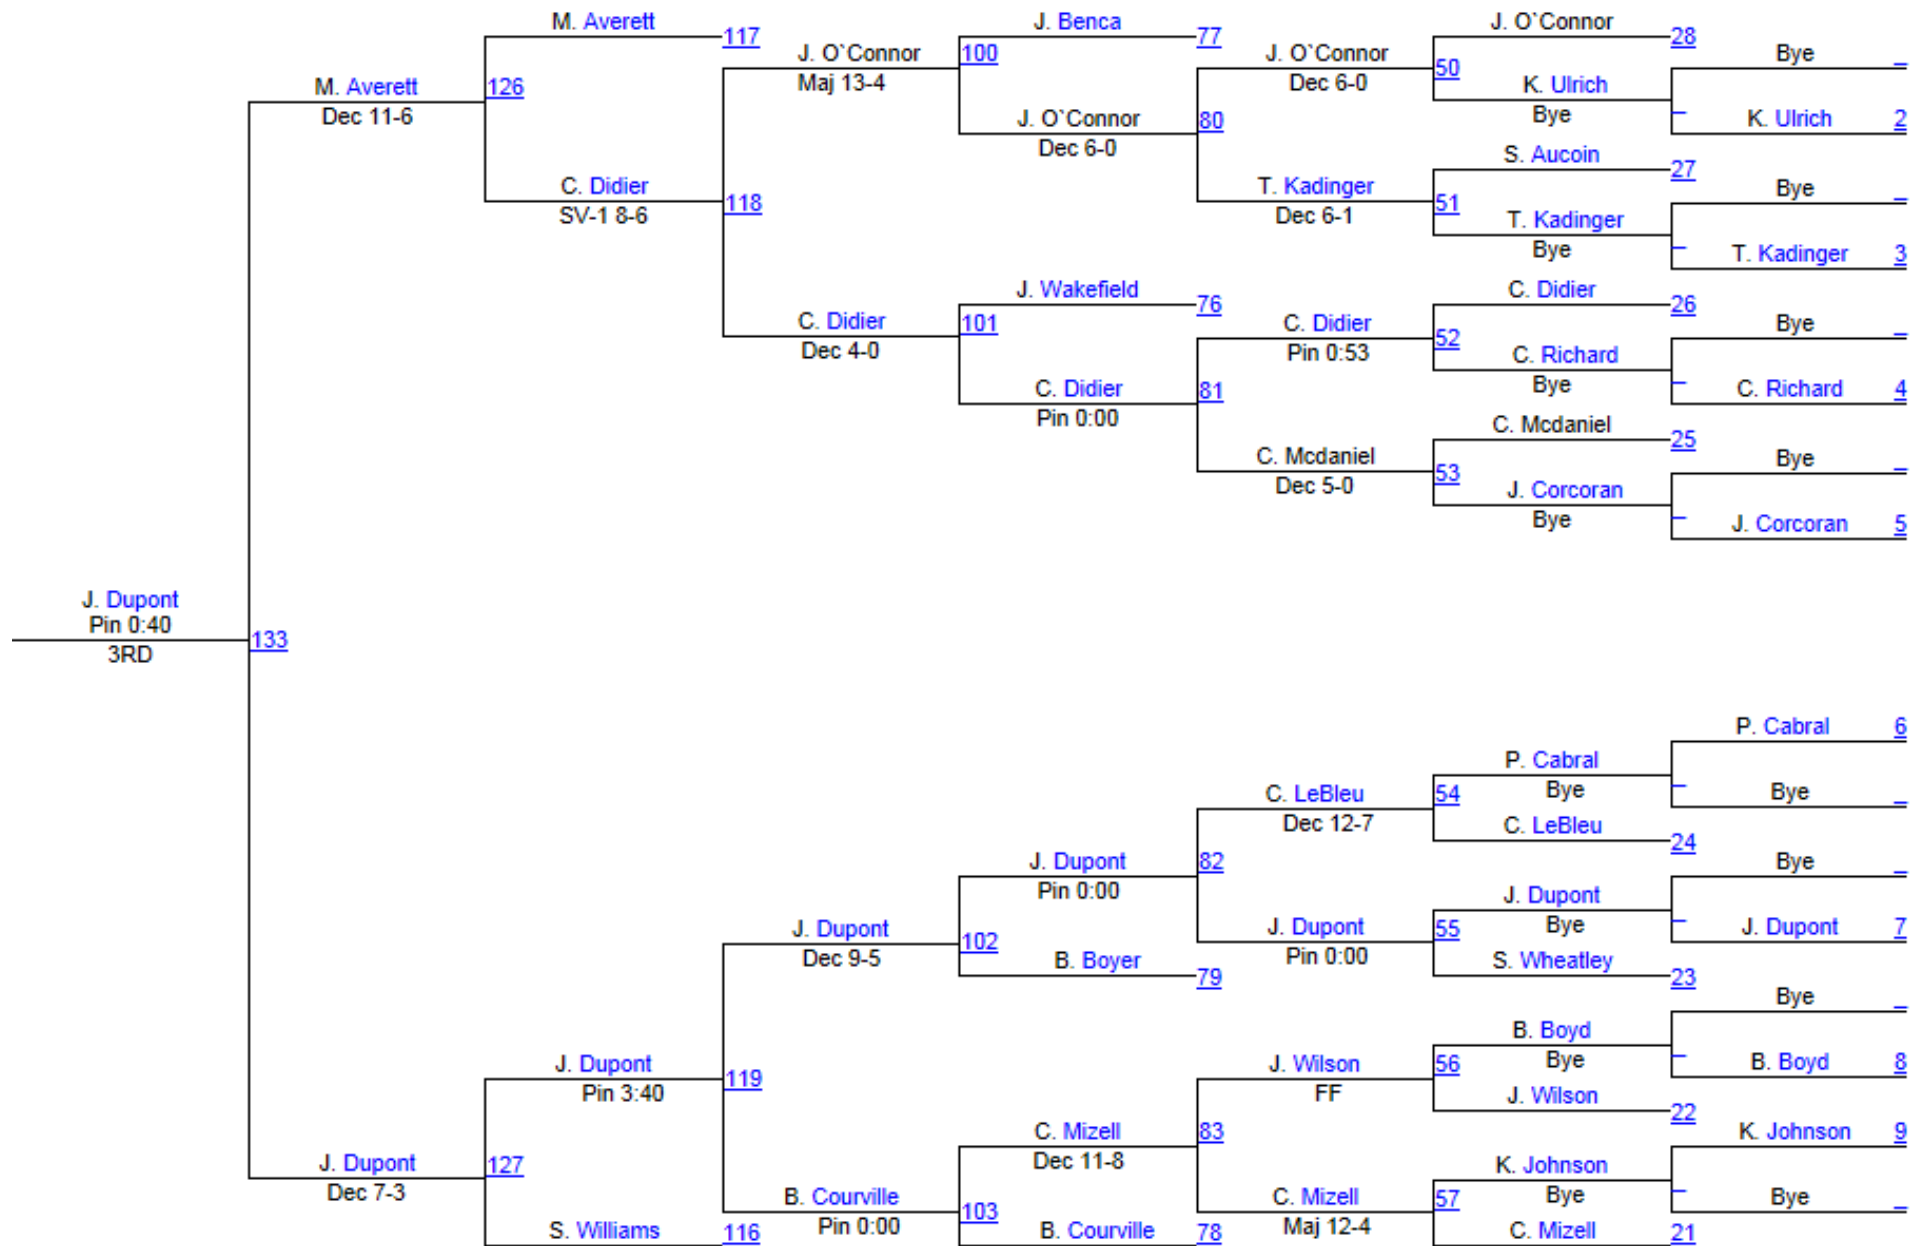 M. Averett
117
J. O`Connor
Maj 13-4
100
J. Benca
77
J. O`Connor
Dec 6-0
50
J. O`Connor
28
Bye
M. Averett
Dec 11-6
126
J. O`Connor
Dec 6-0
80
K. Ulrich
Bye
K. Ulrich 2
C. Didier
SV-1 8-6
118
T. Kadinger
Dec 6-1
51
S. Aucoin
27
Bye
T. Kadinger
Bye
T. Kadinger 3
C. Didier
Dec 4-0
101
J. Wakefield
76
C. Didier
Pin 0:53
52
C. Didier
26
Bye
C. Richard
Bye
C. Richard 4
C. Didier
Pin 0:00
81
C. Mcdaniel
Dec 5-0
53
C. Mcdaniel
25
Bye
J. Corcoran
Bye
J. Corcoran 5
J. Dupont
Pin 0:40
3RD
133
P. Cabral 6
P. Cabral
Bye
Bye
C. LeBleu
Dec 12-7
54
C. LeBleu
24
J. Dupont
Pin 0:00
82
Bye
J. Dupont
Bye
J. Dupont 7
J. Dupont
Dec 9-5
102
J. Dupont
Pin 0:00
55
B. Boyer
79
S. Wheatley
23
Bye
B. Boyd
Bye
B. Boyd 8
J. Dupont
Pin 3:40
119
J. Wilson
FF
56
J. Wilson
22
C. Mizell
Dec 11-8
83
K. Johnson 9
K. Johnson
Bye
Bye
J. Dupont
Dec 7-3
127
B. Courville
Pin 0:00
103
C. Mizell
Maj 12-4
57
S. Williams
116
B. Courville
78
C. Mizell
21